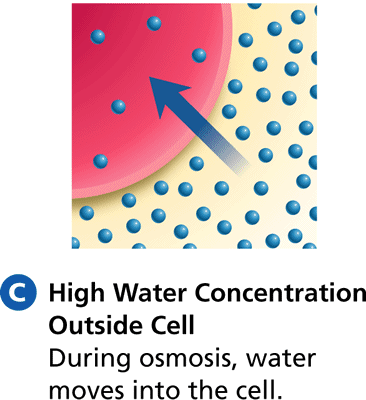 C High Water Concentration
Outside Cell
During osmosis, water
moves into the cell.